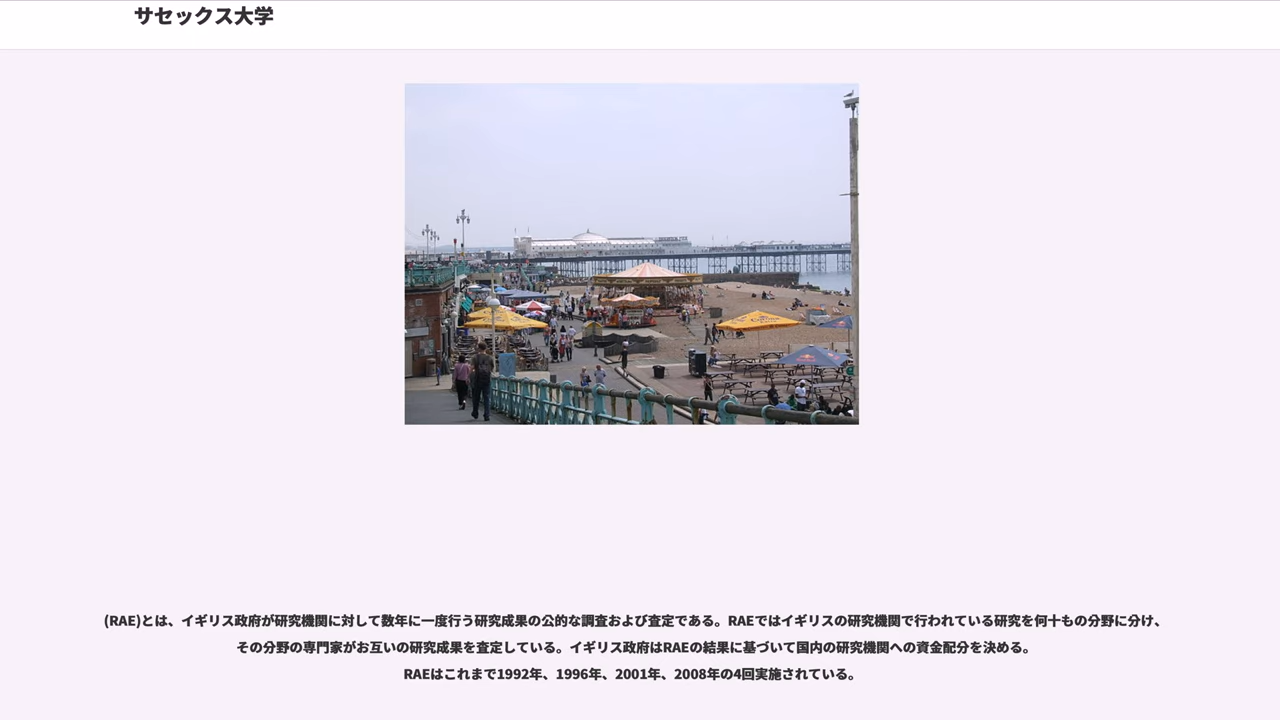 サセックス大学
(RAE)とは、イギリス政府が研究機関に対して数年に一度行う研究成果の公的な調査および査定である。RAEではイギリスの研究機関で行われている研究を何十もの分野に分け、
その分野の専門家がお互いの研究成果を査定している。イギリス政府はRAEの結果に基づいて国内の研究機関への資金配分を決める。
RAEはこれまで1992年、1996年、2001年、2008年の4回実施されている。